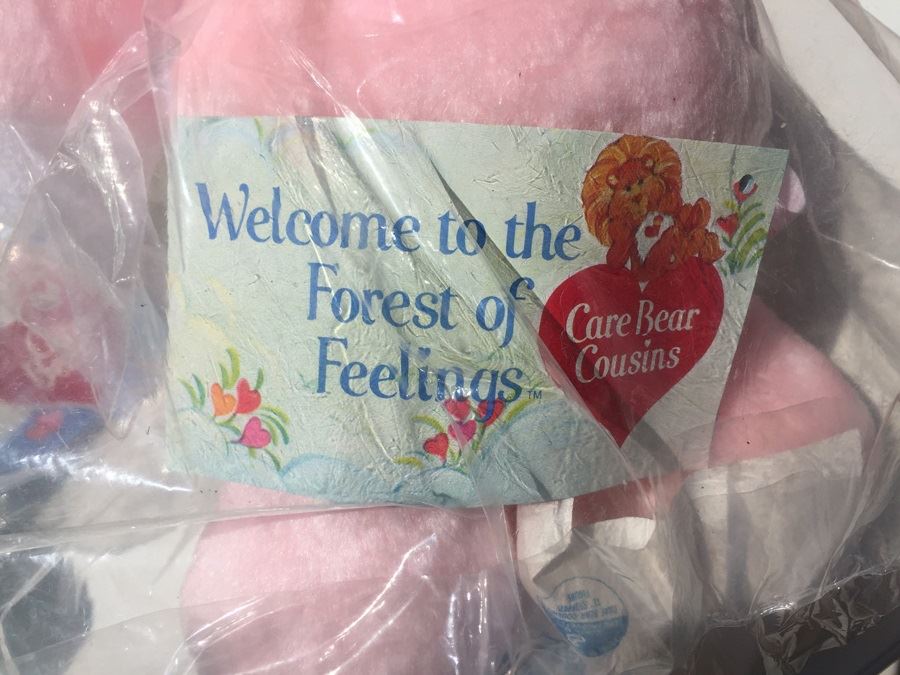 Welcome to the
Forest of
Feelings™
Care Bear
Cousins